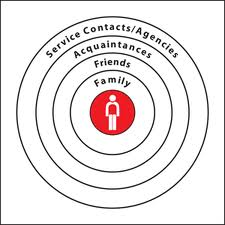 Service Contacts/Agencies
Acquaintances
Friends
Family